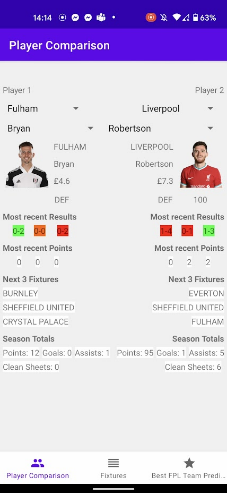 14:14 63%
Player Comparison
Player 1 Player 2
Fulham Liverpool
Bryan Robertson
FULHAM LIVERPOOL
Bryan Robertson
£4.6 £7.3
DEF DEF 100
Most recent Results Most recent Results
0-2 0-0 0-2 1-4 0-1 1-3
Most recent Points Most recent Points
0 0 0 0 2 2
Next 3 Fixtures Next 3 Fixtures
BURNLEY EVERTON
SHEFFIELD UNITED SHEFFIELD UNITED
CRYSTAL PALACE FULHAM
Season Totals Season Totals
Points: 12 Goals: 0 Assists: 1 Points: 95 Goals: 1 Assists: 5
Clean Sheets: 0 Clean Sheets: 6
Player Comparison Fixtures Best FPL Team Predi...